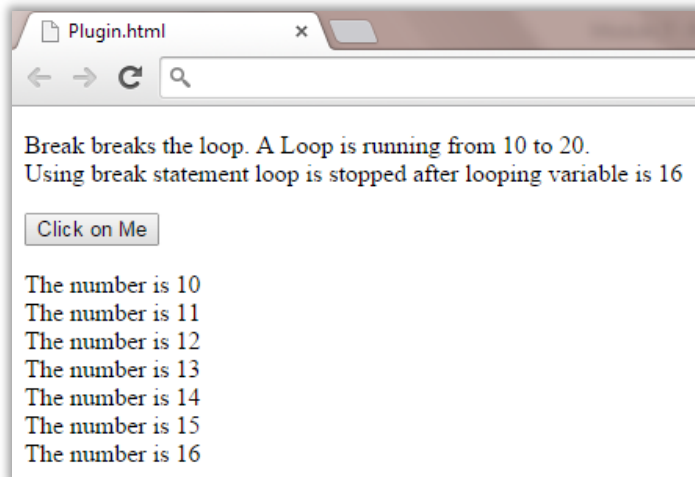 Plugin.html
Break breaks the loop. A Loop is running from 10 to 20.
Using break statement loop is stopped after looping variable is 16
Click on Me
The number is 10
The number is 11
The number is 12
The number is 13
The number is 14
The number is 15
The number is 16